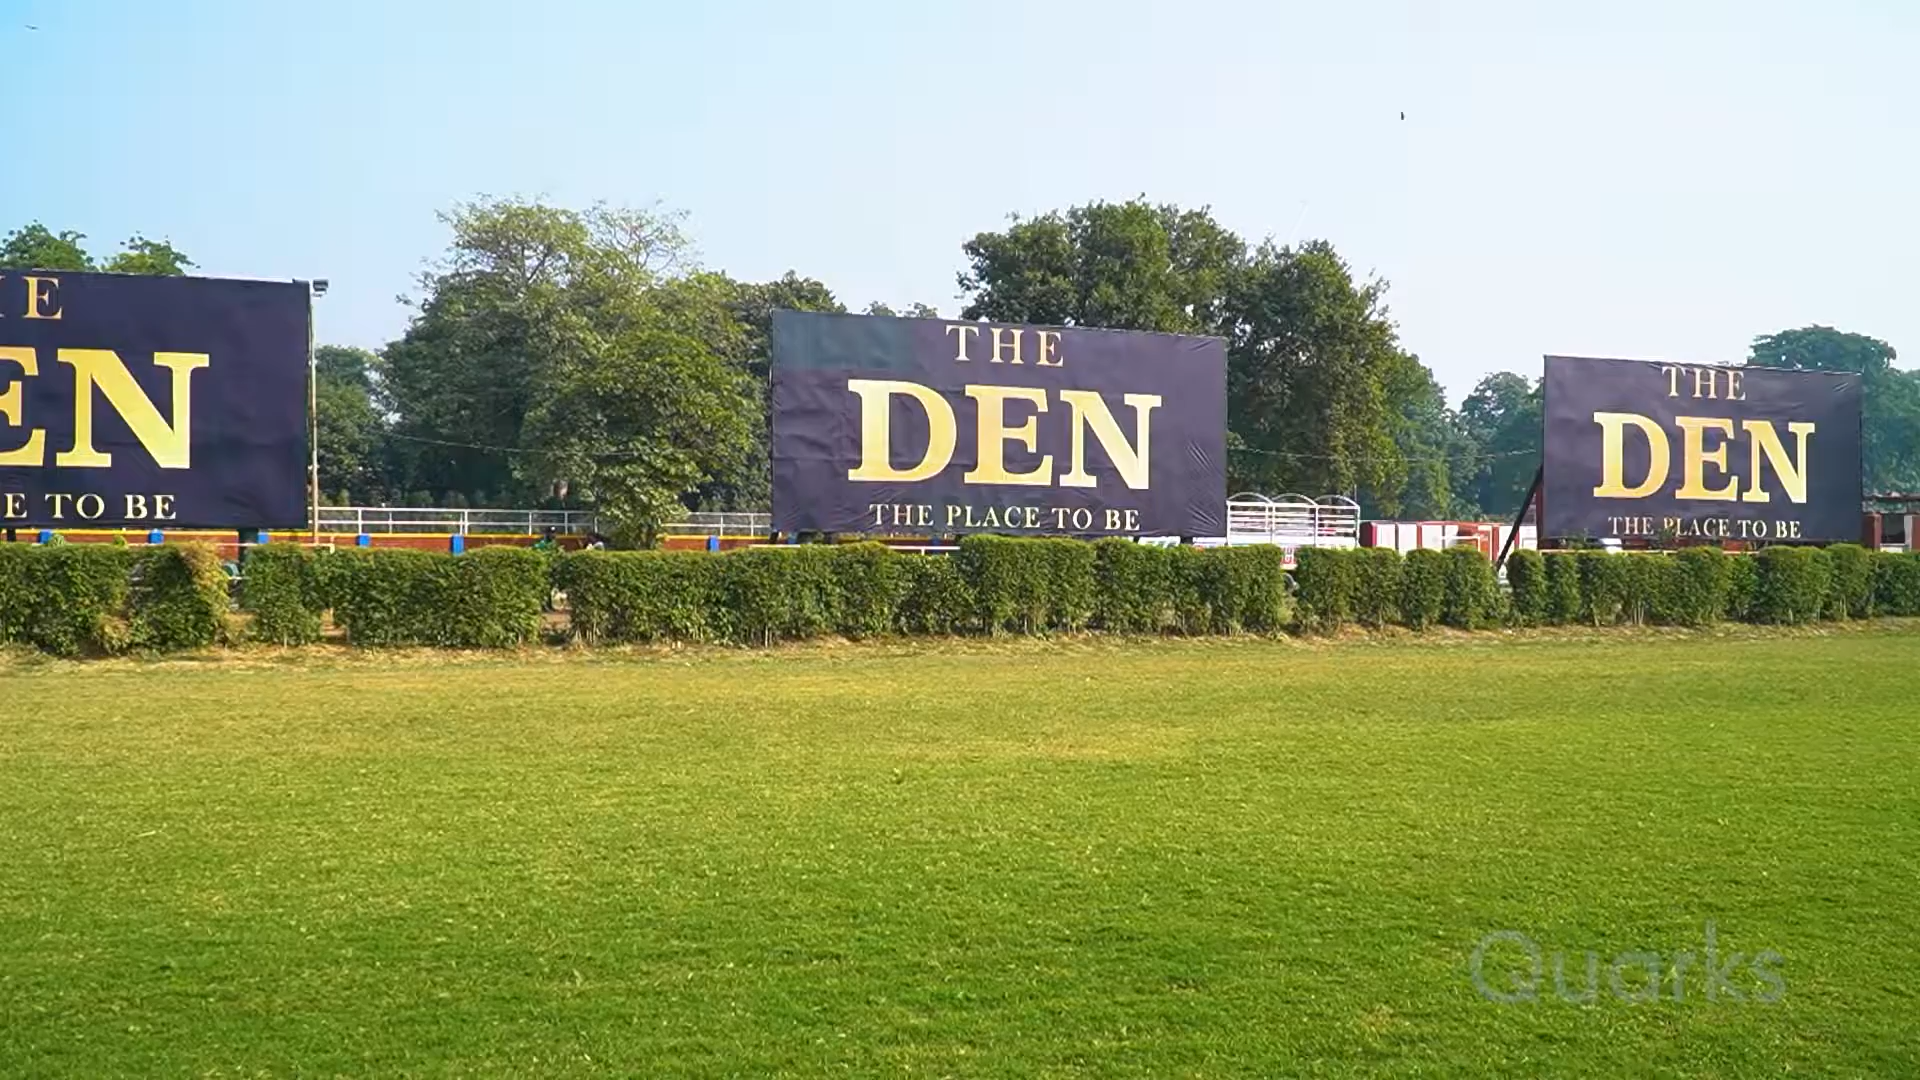 HE
EN
E TO BE
THE
DEN
THE PLACE TO BE
THE
DEN
THE PLACE TO BE
Quarks